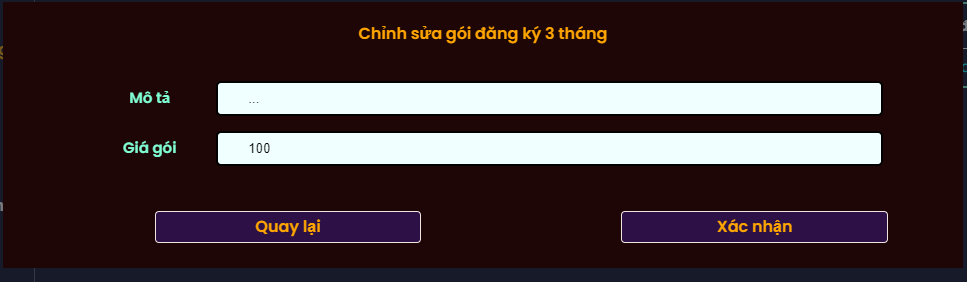 Chỉnh sửa gói đăng ký 3 tháng
Mô tả ...
Giá gói 100
Quay lại Xác nhận